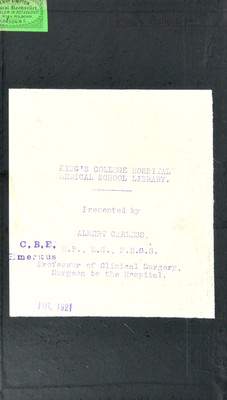 KING'S COLLEGE HOSPITAL
MEDICAL SCHOOL LIBRARY.
Presented by
ALBERT CARLESS.
C.B.E.
M.B., M.S., F.R.C.S.
Emeritus
Professor of Clinical Surgery.
Surgeon to the Hospital.
JUL 1921